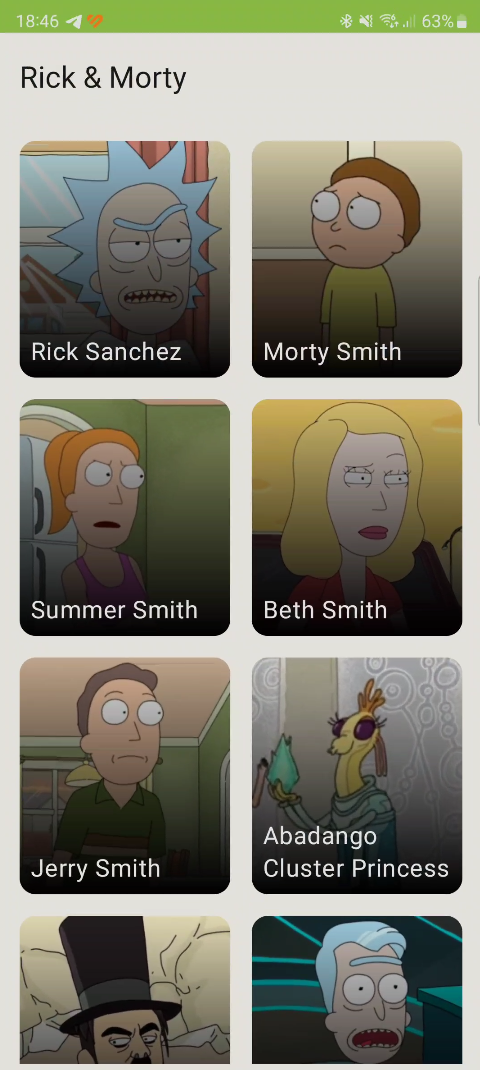 18:46
63%
Rick & Morty
Rick Sanchez
Morty Smith
Summer Smith
Beth Smith
Jerry Smith
Abadango
Cluster Princess